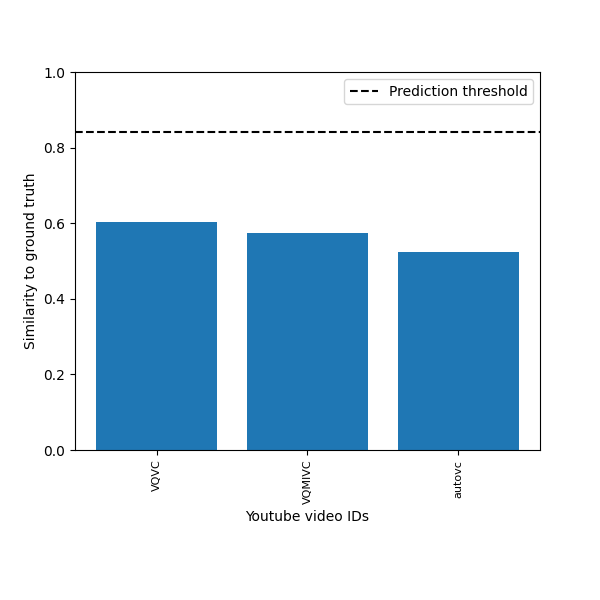 1.0
Prediction threshold
0.8
0.6
0.4
0.2
0.0
Similarity to ground truth
VQVC
VQMIVC
autovc
Youtube video IDs